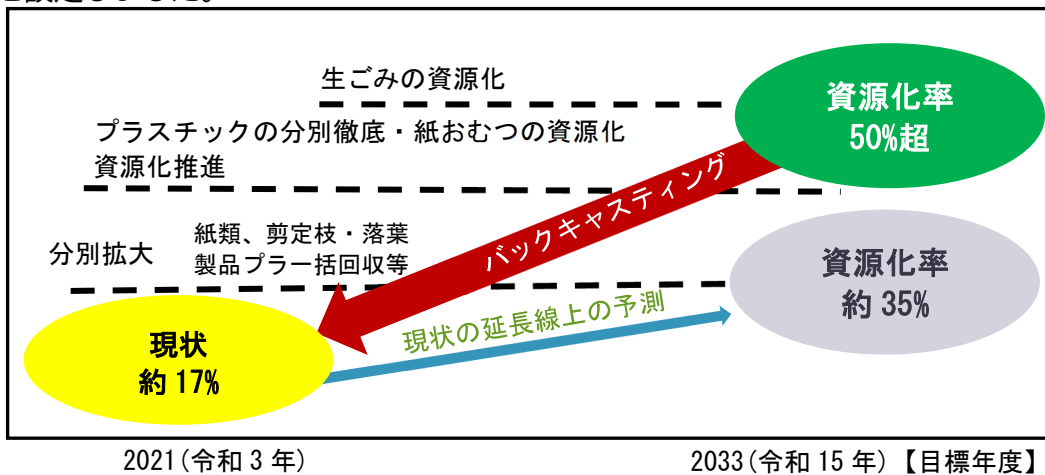 生ごみの資源化
資源化率
50%超
プラスチックの分別徹底・紙おむつの資源化
資源化推進
バックキャスティング
分別拡大
紙類、剪定枝・落葉
製品プラ一括回収等
資源化率
約 35%
現状の延長線上の予測
現状
約 17%
2021(令和 3 年)
2033(令和 15 年)【目標年度】